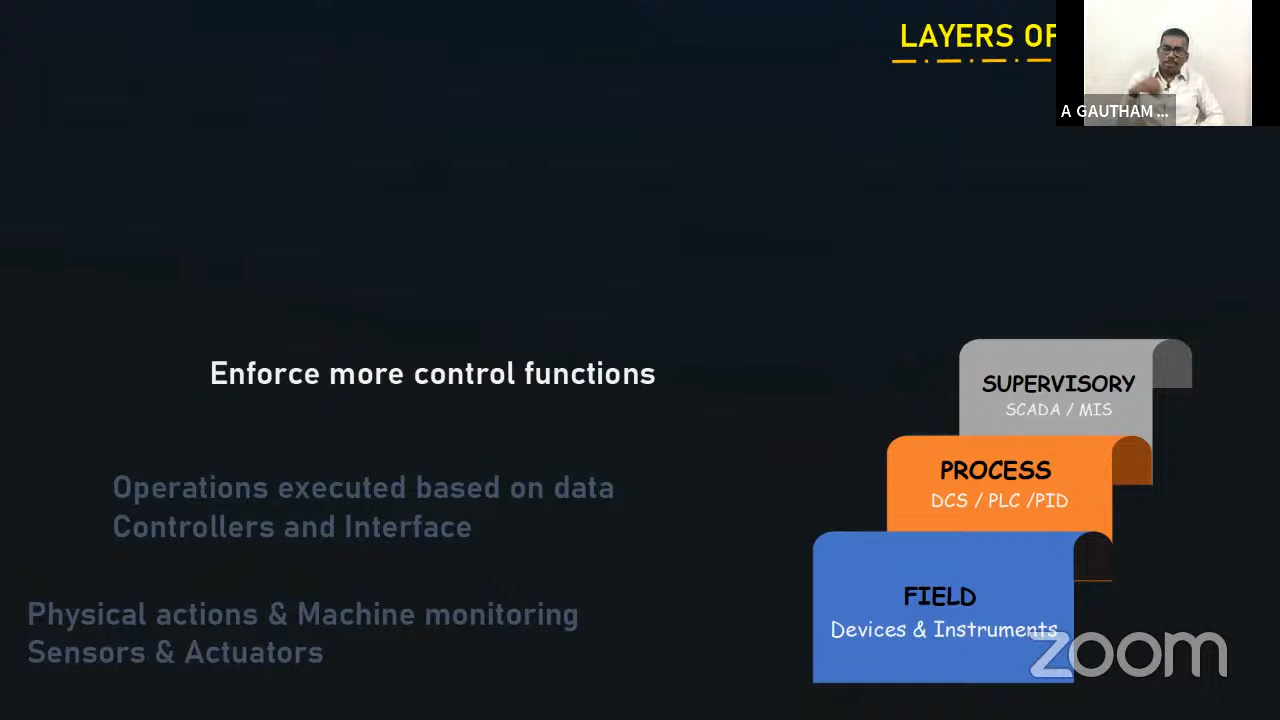 LAYERS OF
A GAUTHAM ...
Enforce more control functions
SUPERVISORY
SCADA / MIS
PROCESS
DCS / PLC /PID
Operations executed based on data
Controllers and Interface
FIELD
Devices & Instruments
Physical actions & Machine monitoring
Sensors & Actuators
zoom